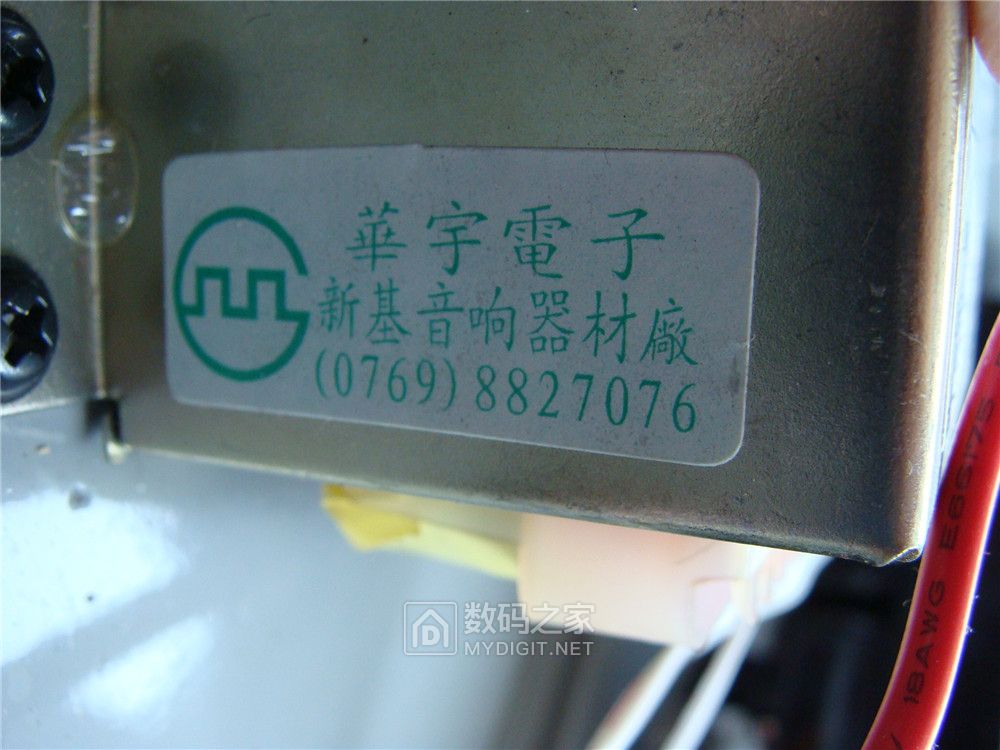 華宇電子
新基音响器材廠
(0769)8827076
18AWG E66175
数码之家
MYDIGIT.NET